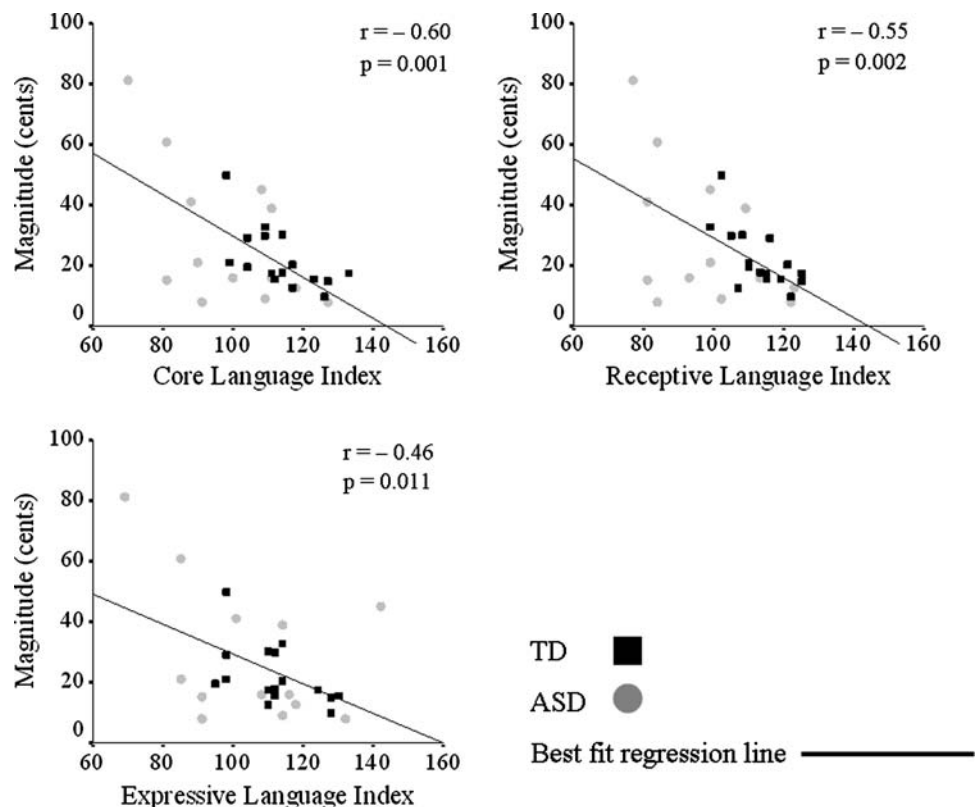 r = – 0.60
p = 0.001
Magnitude (cents)
100
80
60
40
20
0
60 80 100 120 140 160
Core Language Index
r = – 0.55
p = 0.002
Magnitude (cents)
100
80
60
40
20
0
60 80 100 120 140 160
Receptive Language Index
r = – 0.46
p = 0.011
Magnitude (cents)
100
80
60
40
20
0
60 80 100 120 140 160
Expressive Language Index
TD
ASD
Best fit regression line